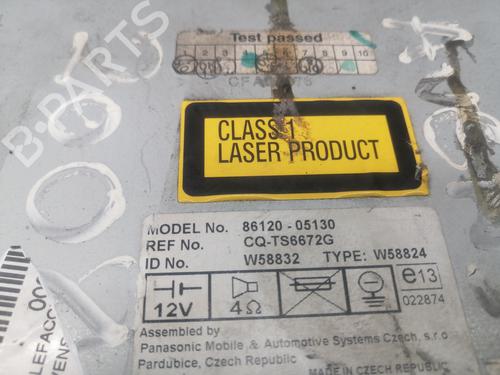 Test passed
1 2 3 4 5 6 7 8 9 10
B-PARTS
CLASS 1
LASER PRODUCT
MODEL No. 86120 - 05130
REF No. CQ-TS6672G
ID No. W58832 TYPE: W58824
12V 4Ω e13
022874
Assembled by
Panasonic Mobile & Automotive Systems Czech, s.r.o
Pardubice, Czech Republic
MADE IN CZECH REPUBLIC